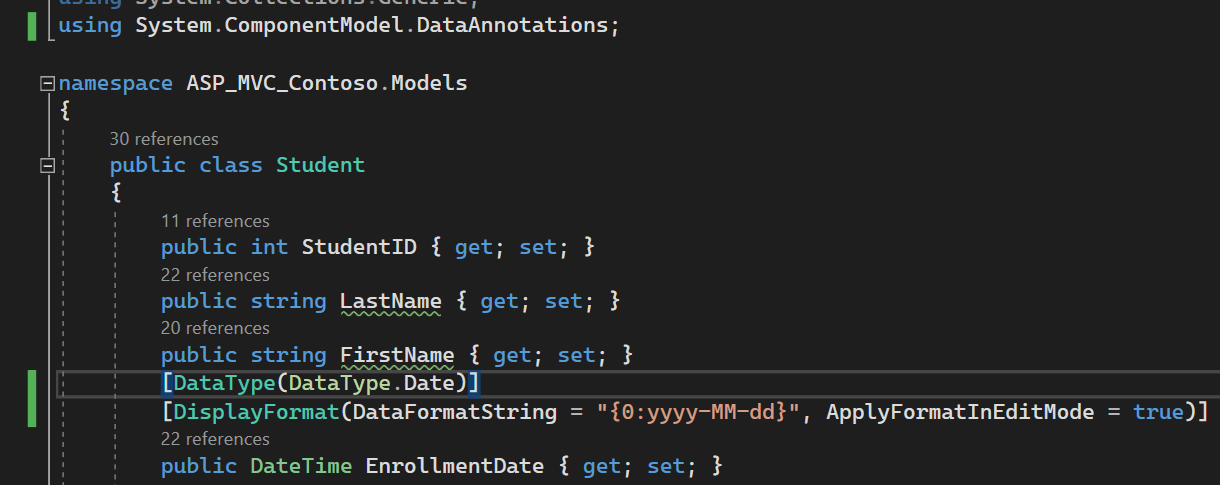 using System.Collections.Generic;
using System.ComponentModel.DataAnnotations;
namespace ASP_MVC_Contoso.Models
{
30 references
public class Student
{
11 references
public int StudentID { get; set; }
22 references
public string LastName { get; set; }
20 references
public string FirstName { get; set; }
[DataType(DataType.Date)]
[DisplayFormat(DataFormatString = "{0:yyyy-MM-dd}", ApplyFormatInEditMode = true)]
22 references
public DateTime EnrollmentDate { get; set; }